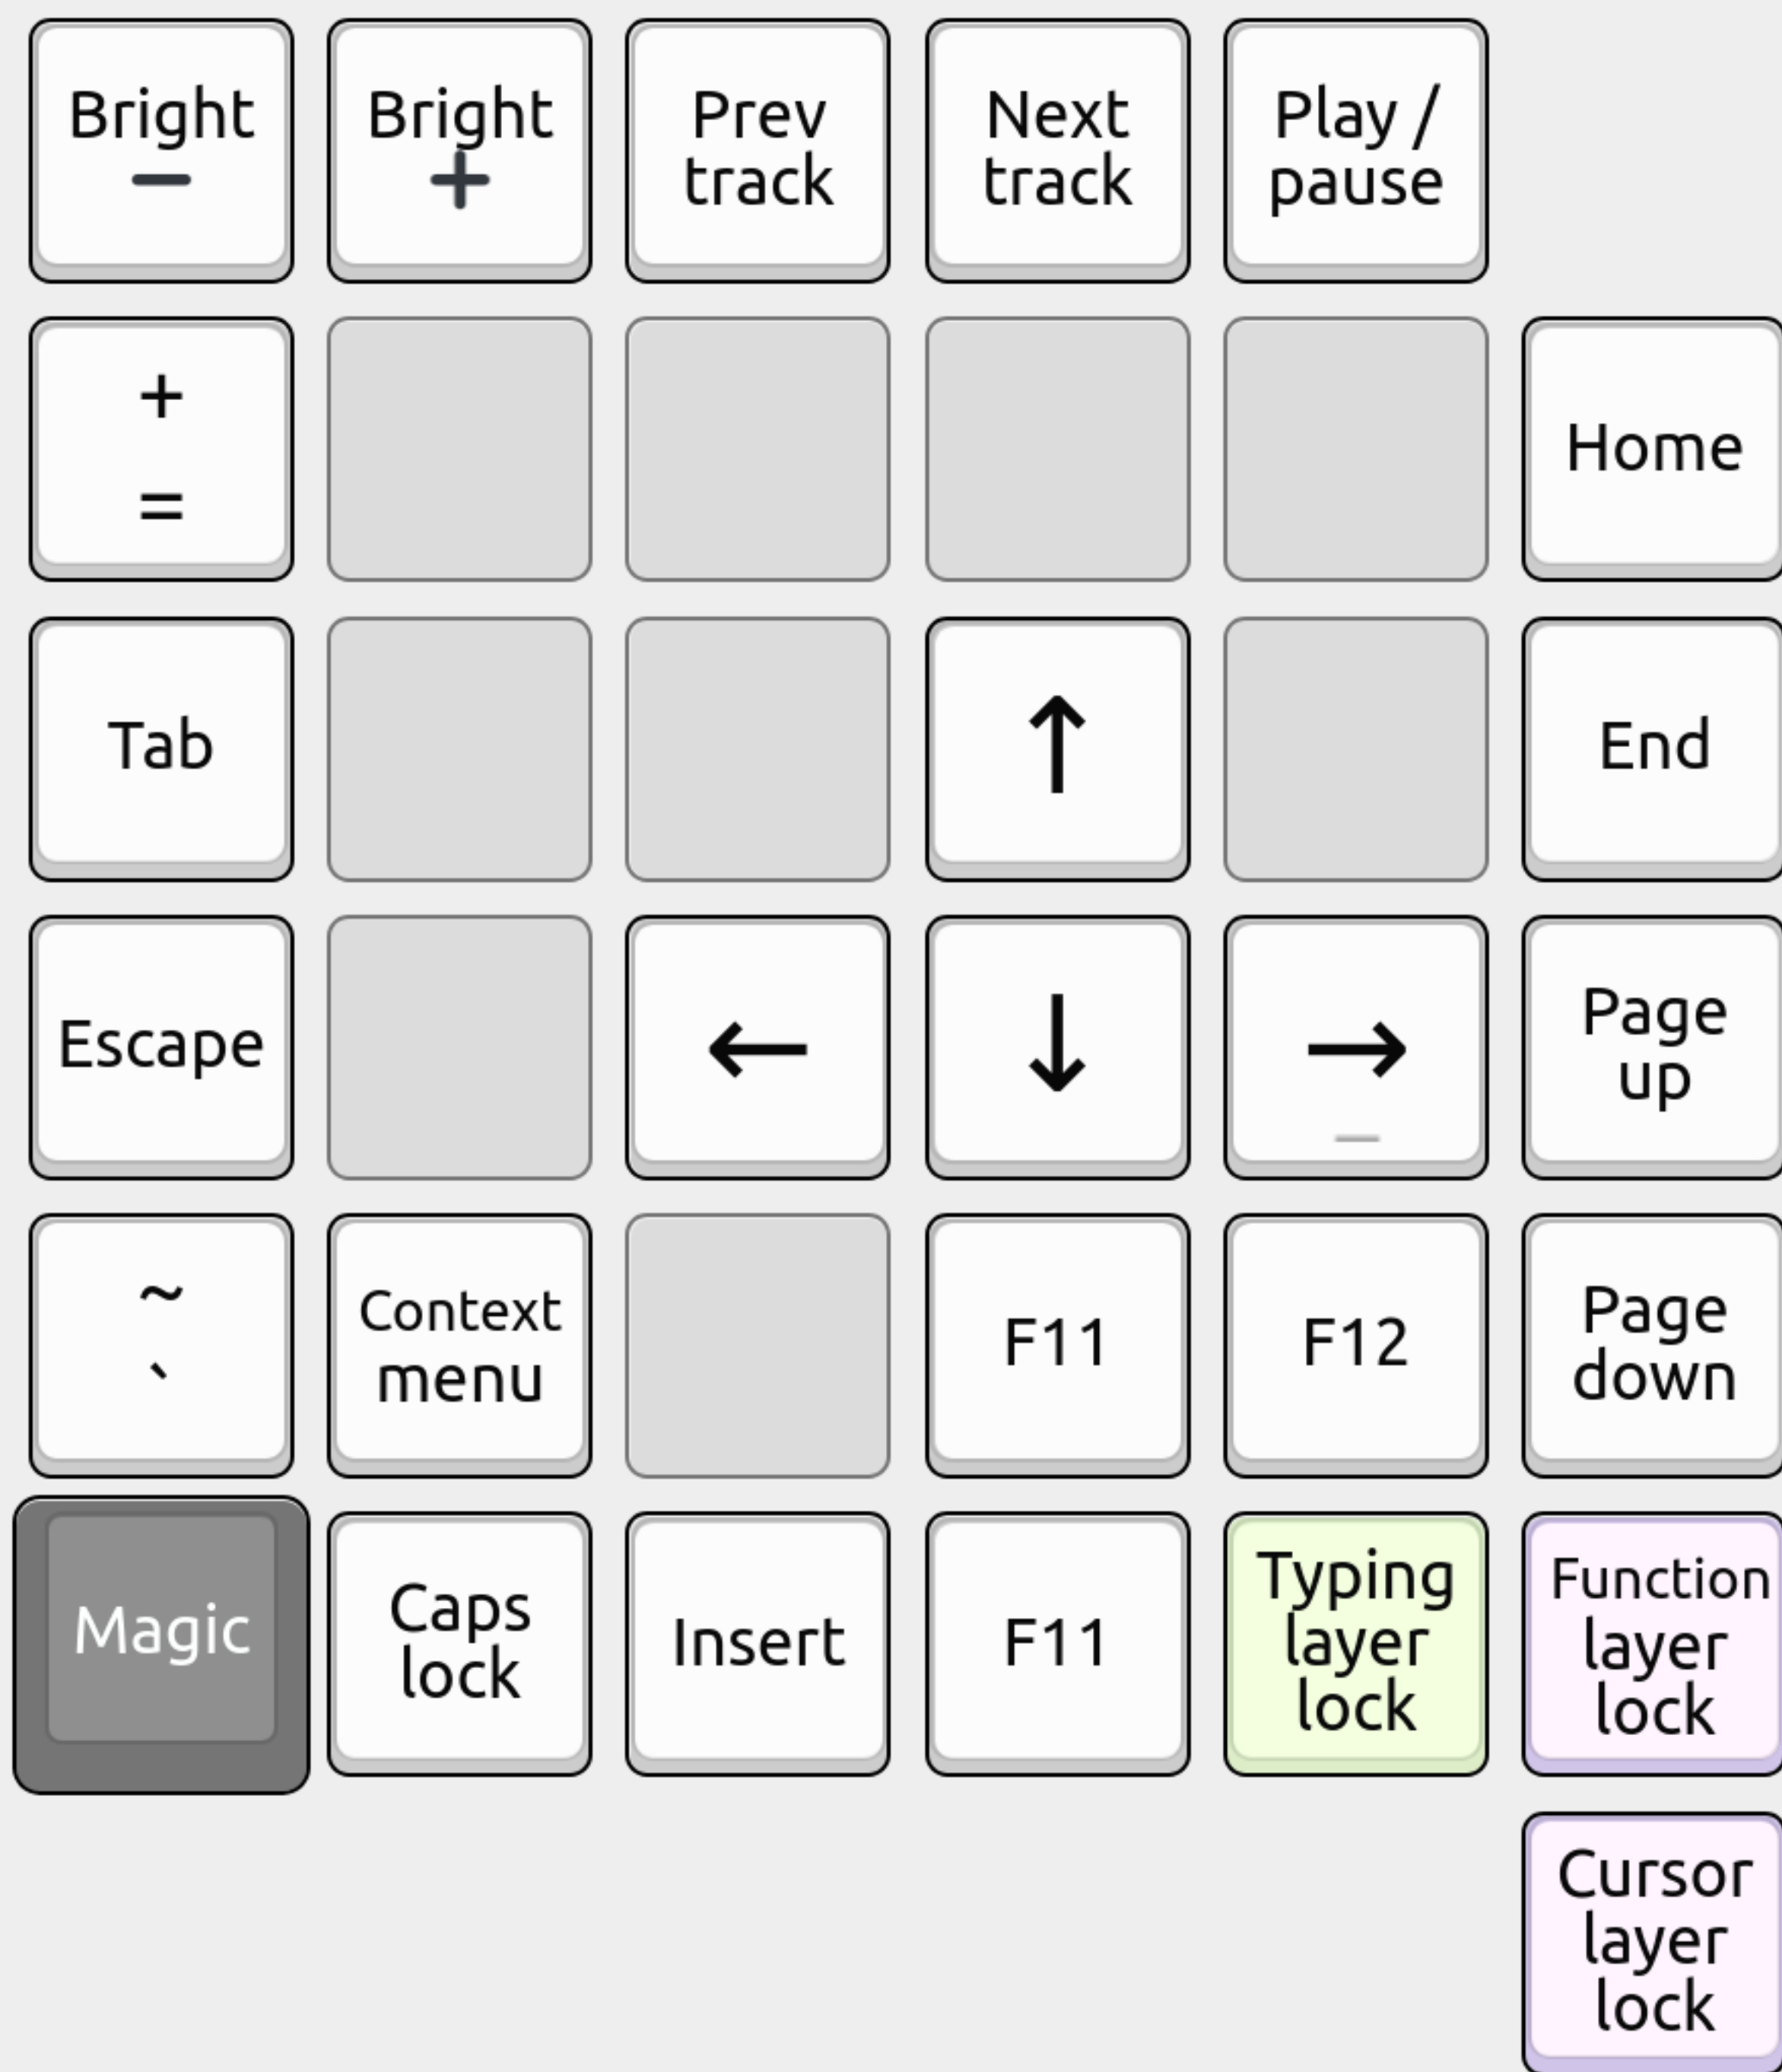 Bright
−
Bright
+
Prev
track
Next
track
Play /
pause
+
=
Home
Tab
↑
End
Escape
←
↓
→
_
Page
up
~
`
Context
menu
F11
F12
Page
down
Magic
Caps
lock
Insert
F11
Typing
layer
lock
Function
layer
lock
Cursor
layer
lock